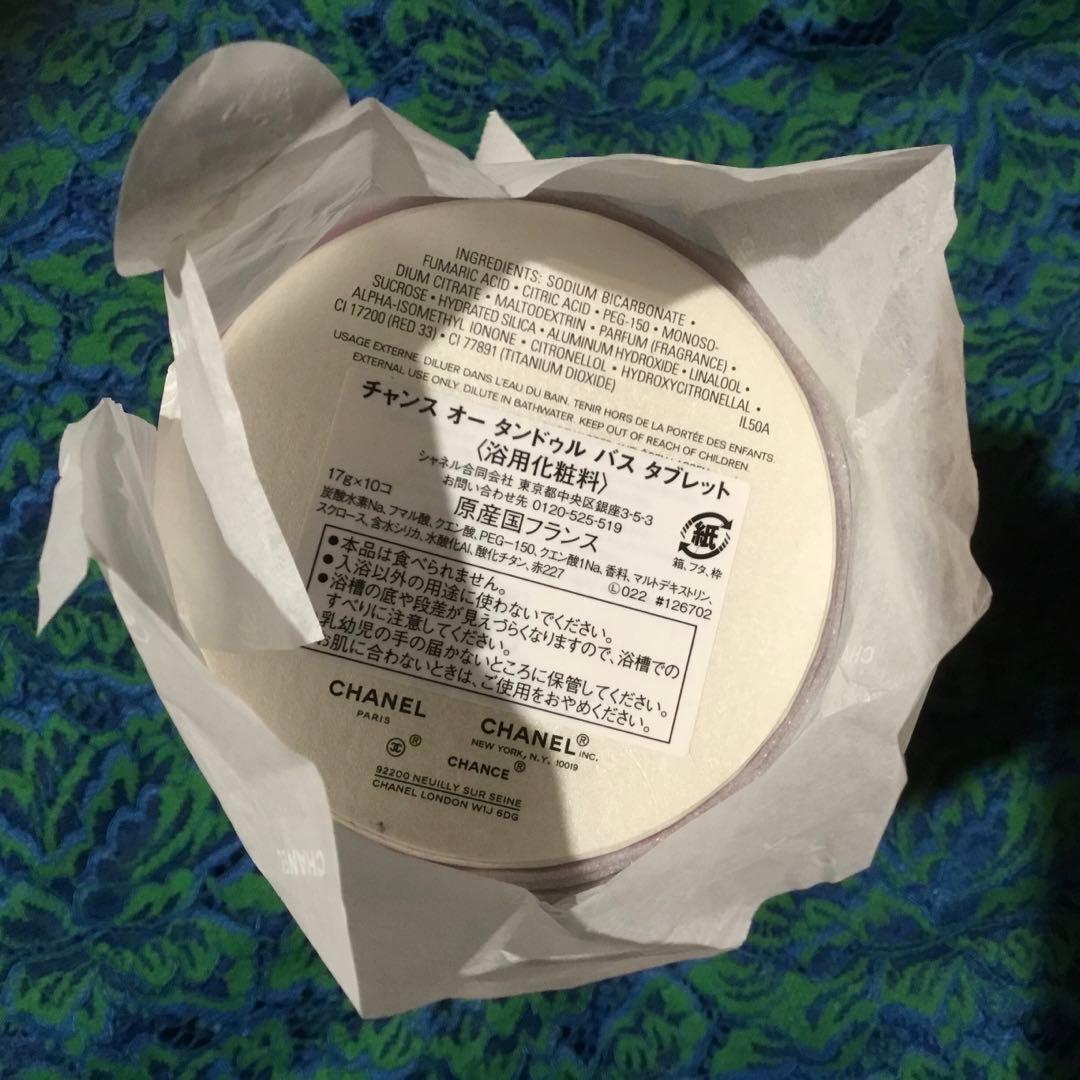 INGREDIENTS: SODIUM BICARBONATE •
FUMARIC ACID • CITRIC ACID • PEG-150 • MONOSO-
DIUM CITRATE • MALTODEXTRIN • PARFUM (FRAGRANCE) •
SUCROSE • HYDRATED SILICA • ALUMINUM HYDROXIDE • LINALOOL •
ALPHA-ISOMETHYL IONONE • CITRONELLOL • HYDROXYCITRONELLAL •
CI 17200 (RED 33) • CI 77891 (TITANIUM DIOXIDE)
IL50A
USAGE EXTERNE. DILUER DANS L'EAU DU BAIN. TENIR HORS DE LA PORTÉE DES ENFANTS.
EXTERNAL USE ONLY. DILUTE IN BATHWATER. KEEP OUT OF REACH OF CHILDREN.
チャンス オー タンドゥル バス タブレット
〈浴用化粧料〉
シャネル合同会社 東京都中央区銀座3-5-3
お問い合わせ先 0120-525-519
17g×10コ
原産国フランス
炭酸水素Na、フマル酸、クエン酸、PEG-150、クエン酸1Na、香料、マルトデキストリン、
スクロース、含水シリカ、水酸化Al、酸化チタン、赤227
紙
箱、フタ、枠
Ⓛ022 #126702
●本品は食べられません。
●入浴以外の用途に使わないでください。
●浴槽の底や段差が見えづらくなりますので、浴槽での
すべりに注意してください。
乳幼児の手の届かないところに保管してください。
お肌に合わないときは、ご使用をおやめください。
CHANEL
PARIS
CHANEL® INC.
NEW YORK, N.Y. 10019
®
CHANCE®
92200 NEUILLY SUR SEINE
CHANEL LONDON W1J 6DG
CHANEL
CHANEL